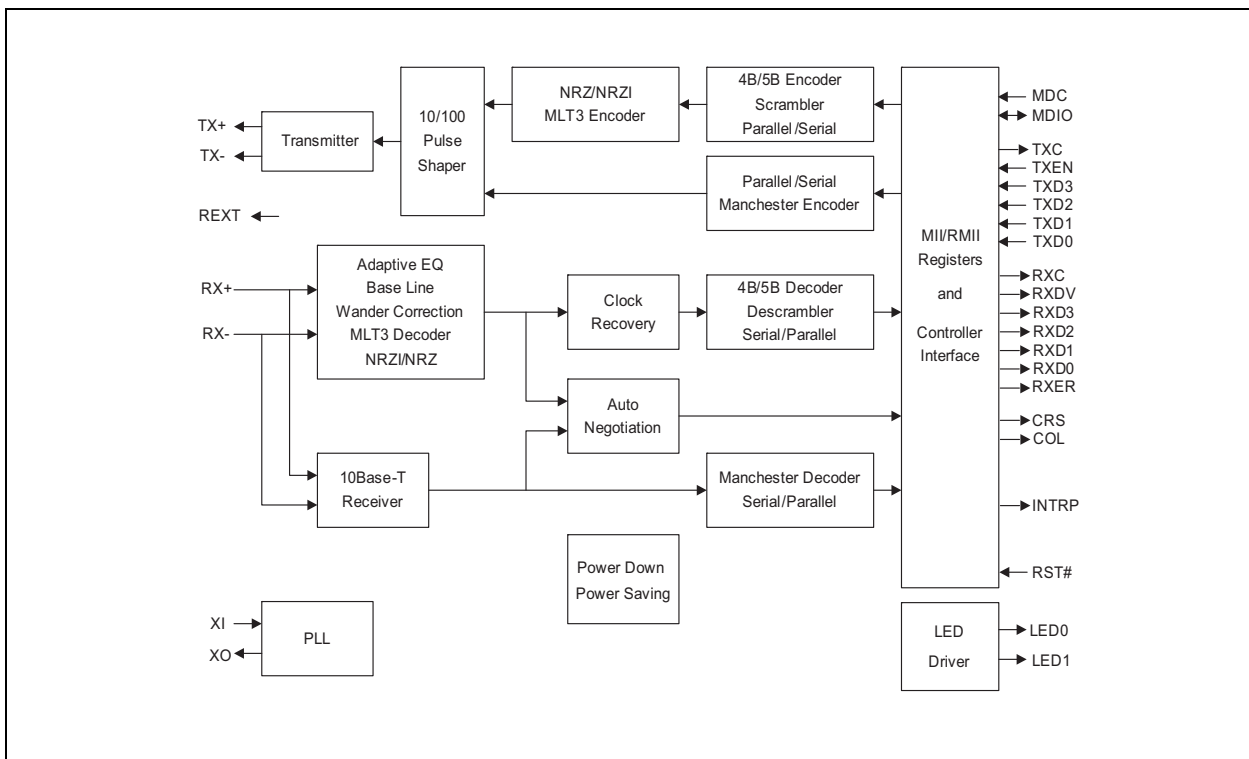 TX+
TX-
REXT
RX+
RX-
XI
XO
Transmitter
10/100
Pulse
Shaper
NRZ/NRZI
MLT3 Encoder
4B/5B Encoder
Scrambler
Parallel/Serial
Parallel/Serial
Manchester Encoder
Adaptive EQ
Base Line
Wander Correction
MLT3 Decoder
NRZI/NRZ
Clock
Recovery
4B/5B Decoder
Descrambler
Serial/Parallel
Auto
Negotiation
10Base-T
Receiver
Manchester Decoder
Serial/Parallel
Power Down
Power Saving
PLL
MII/RMII
Registers
and
Controller
Interface
LED
Driver
MDC
MDIO
TXC
TXEN
TXD3
TXD2
TXD1
TXD0
RXC
RXDV
RXD3
RXD2
RXD1
RXD0
RXER
CRS
COL
INTRP
RST#
LED0
LED1